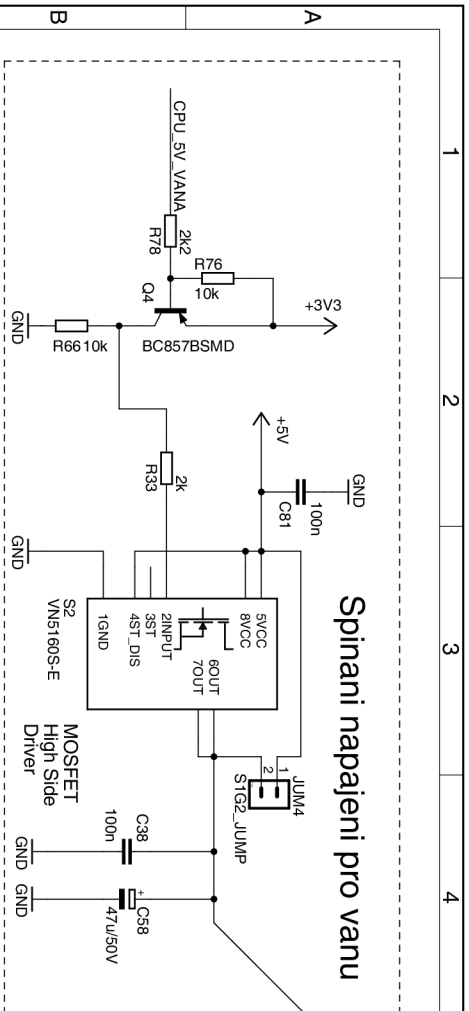 A
B
1
2
3
4
Spinani napajeni pro vanu
CPU_5V_VANA
2k2
R78
R76
10k
Q4
BC857BSMD
+3V3
R66
10k
GND
+5V
GND
C81
100n
2k
R33
GND
5VCC
8VCC
6OUT
7OUT
2INPUT
3ST
4ST_DIS
1GND
S2
VN5160S-E
MOSFET
High Side
Driver
JUM4
1
2
S1G2_JUMP
C38
100n
GND
+
C58
47u/50V
GND